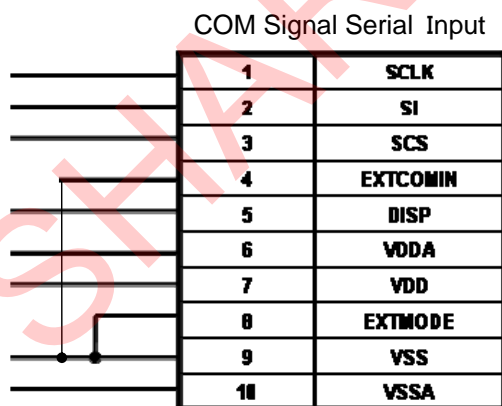 COM Signal Serial Input
1 SCLK
2 SI
3 SCS
4 EXTCOMIN
5 DISP
6 VDDA
7 VDD
8 EXTMODE
9 VSS
10 VSSA
SHAR